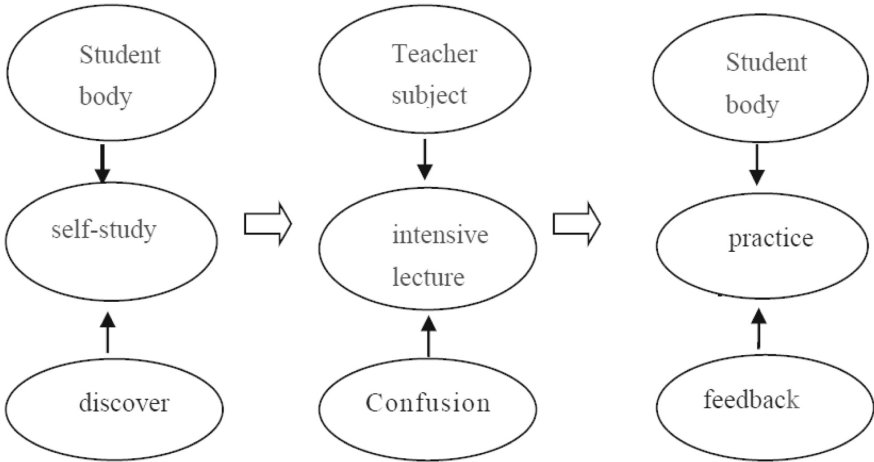 Student
body
Teacher
subject
Student
body
self-study
intensive
lecture
practice
discover
Confusion
feedback